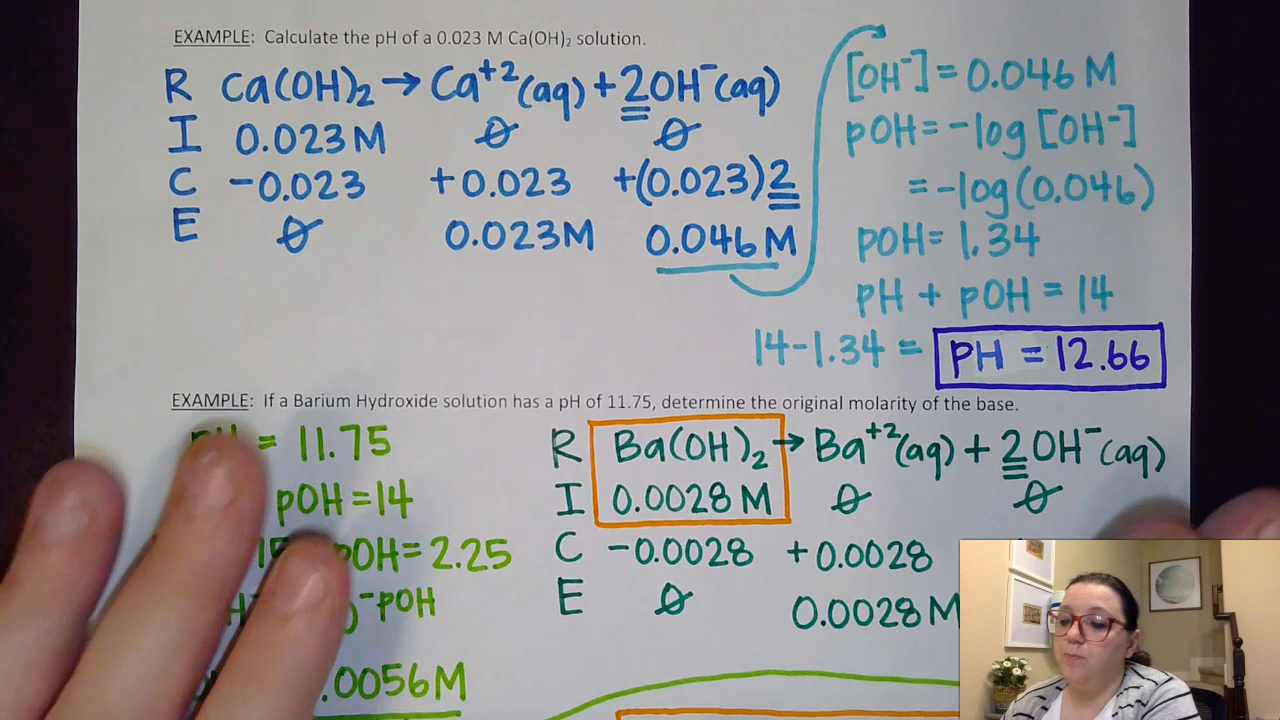 EXAMPLE: Calculate the pH of a 0.023 M Ca(OH)₂ solution.
R Ca(OH)₂ → Ca⁺²(aq) + 2OH⁻(aq)
I 0.023 M ∅ ∅
C -0.023 +0.023 +(0.023)2
E ∅ 0.023M 0.046 M
[OH⁻] = 0.046 M
pOH = -log [OH⁻]
= -log(0.046)
pOH = 1.34
pH + pOH = 14
14-1.34 = pH = 12.66
EXAMPLE: If a Barium Hydroxide solution has a pH of 11.75, determine the original molarity of the base.
= 11.75
pOH = 14
pOH = 2.25
-pOH
.0056M
R Ba(OH)₂ → Ba⁺²(aq) + 2OH⁻(aq)
I 0.0028 M ∅ ∅
C -0.0028 +0.0028
E ∅ 0.0028 M